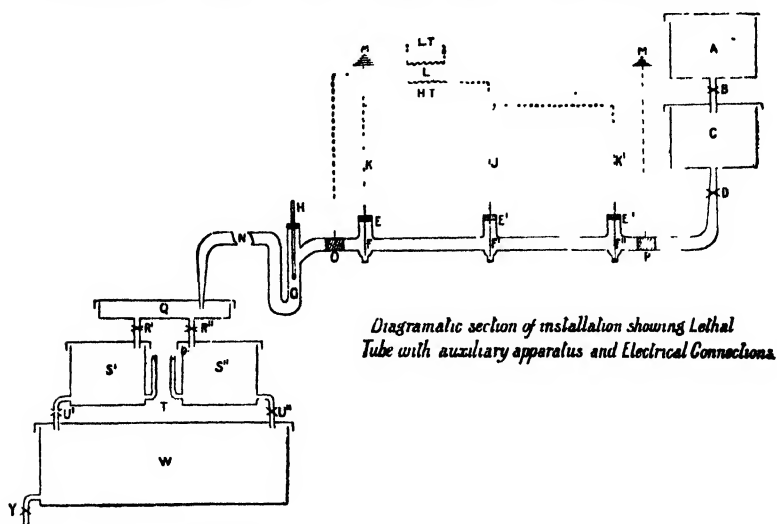 M
LT
L
HT
M
A
B
C
K
J
K'
D
H
E
E'
E'
F
F'
F"
N
G
O
P
Q
R'
R"
Diagramatic section of installation showing Lethal
Tube with auxiliary apparatus and Electrical Connections.
S'
S"
T
U'
U"
W
Y